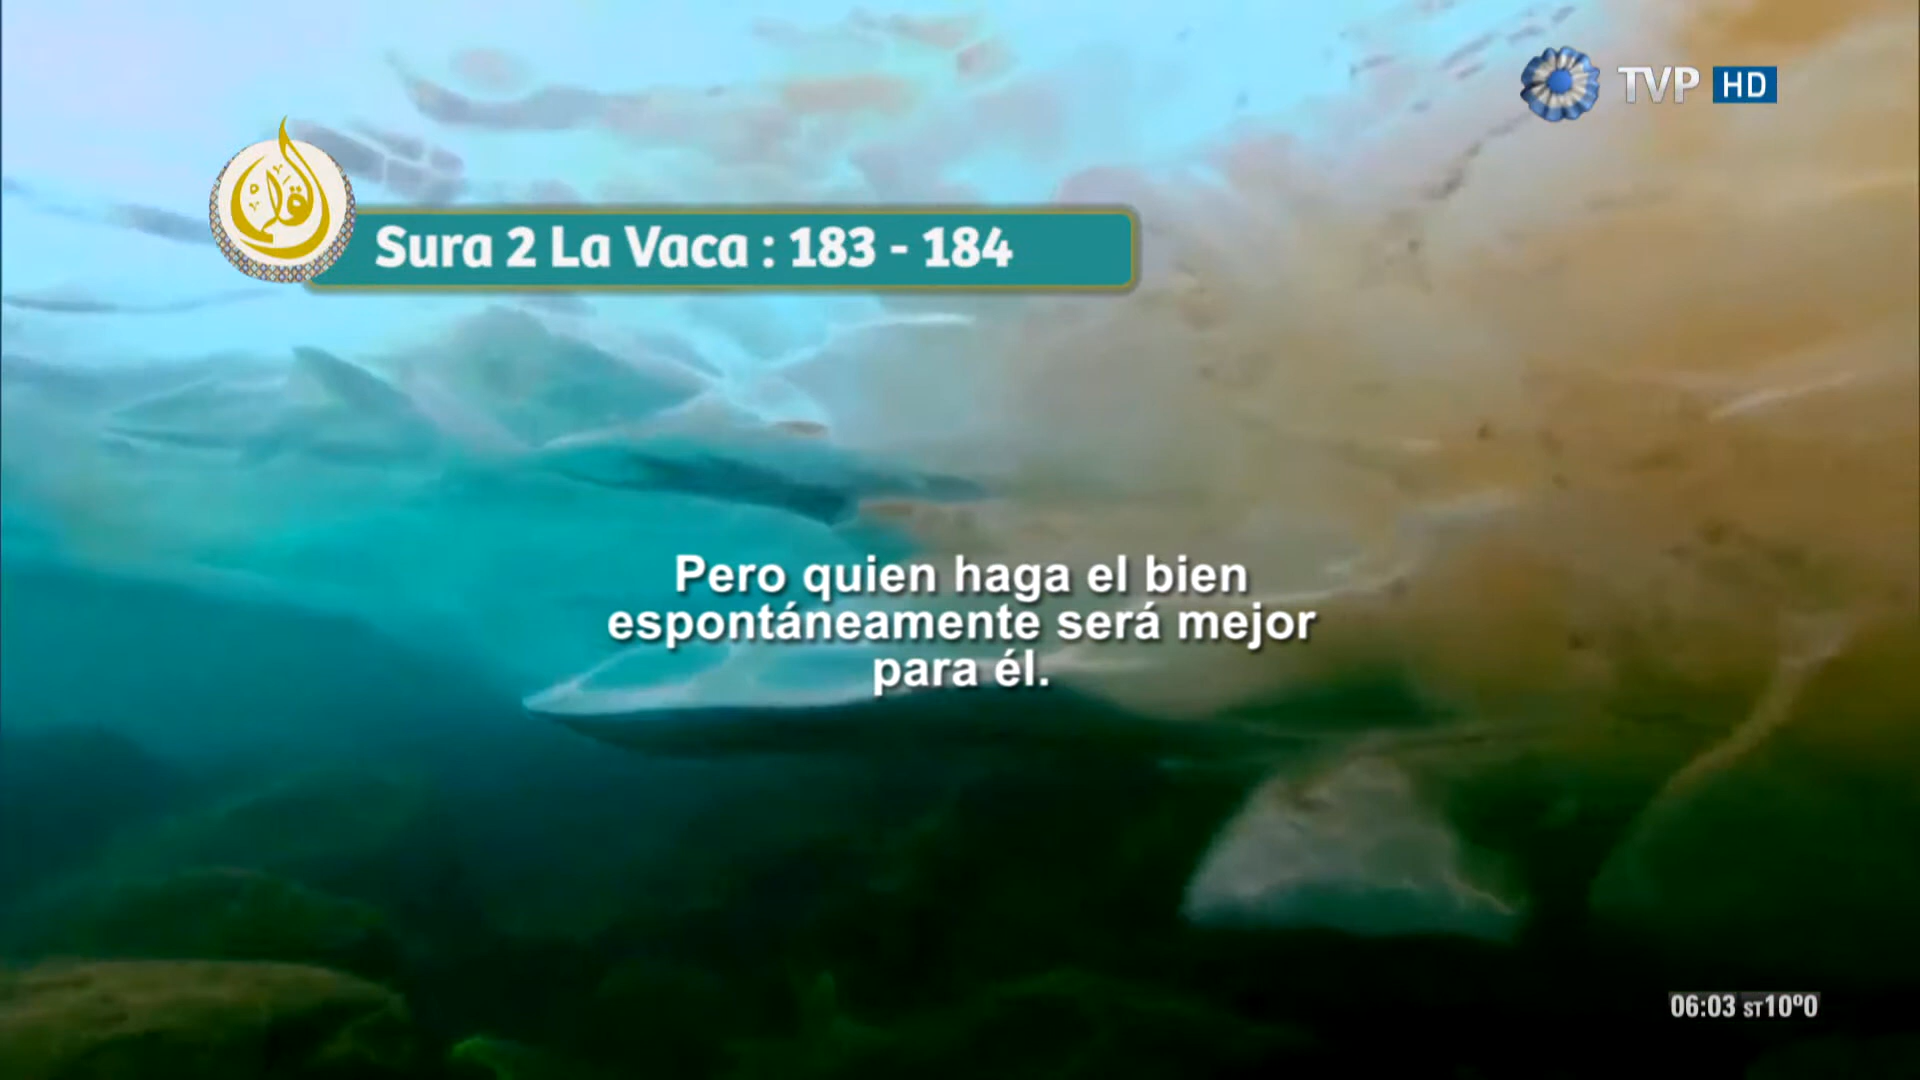 TVP HD
القلم
Sura 2 La Vaca : 183 - 184
Pero quien haga el bien
espontáneamente será mejor
para él.
06:03 ST10º0